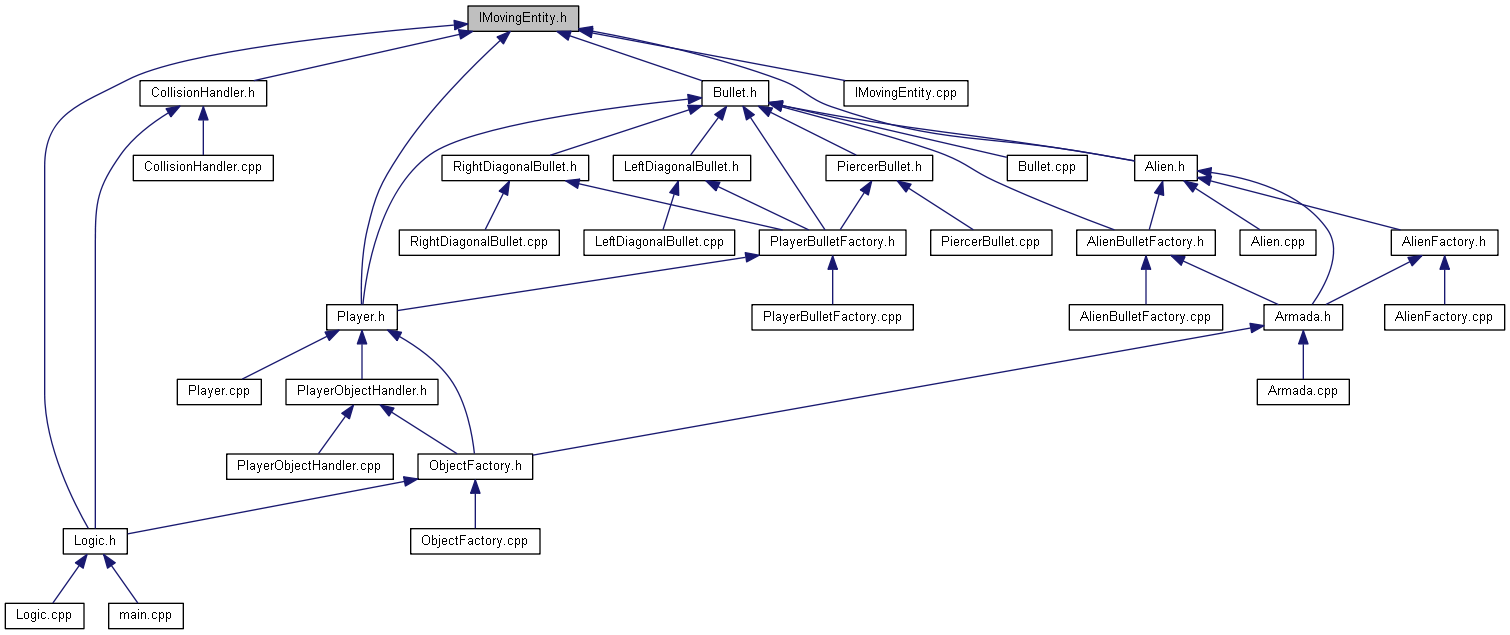 IMovingEntity.h
CollisionHandler.h
Bullet.h
IMovingEntity.cpp
CollisionHandler.cpp
RightDiagonalBullet.h
LeftDiagonalBullet.h
PiercerBullet.h
Bullet.cpp
Alien.h
RightDiagonalBullet.cpp
LeftDiagonalBullet.cpp
PlayerBulletFactory.h
PiercerBullet.cpp
AlienBulletFactory.h
Alien.cpp
AlienFactory.h
Player.h
PlayerBulletFactory.cpp
AlienBulletFactory.cpp
Armada.h
AlienFactory.cpp
Player.cpp
PlayerObjectHandler.h
Armada.cpp
PlayerObjectHandler.cpp
ObjectFactory.h
Logic.h
ObjectFactory.cpp
Logic.cpp
main.cpp